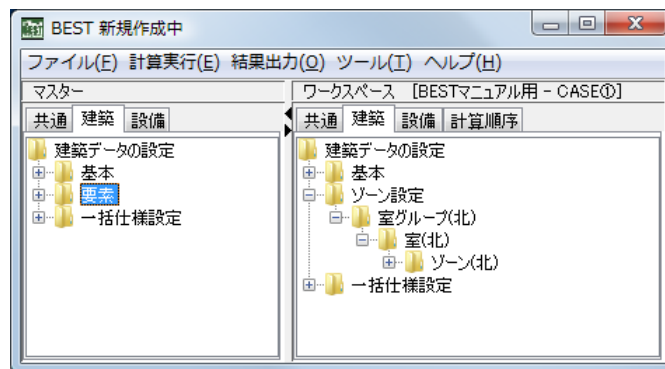 BEST 新規作成中
ファイル(F) 計算実行(E) 結果出力(O) ツール(T) ヘルプ(H)
マスター
共通 建築 設備
建築データの設定
基本
要素
一括仕様設定
ワークスペース [BESTマニュアル用 - CASE①]
共通 建築 設備 計算順序
建築データの設定
基本
ゾーン設定
室グループ(北)
室(北)
ゾーン(北)
一括仕様設定